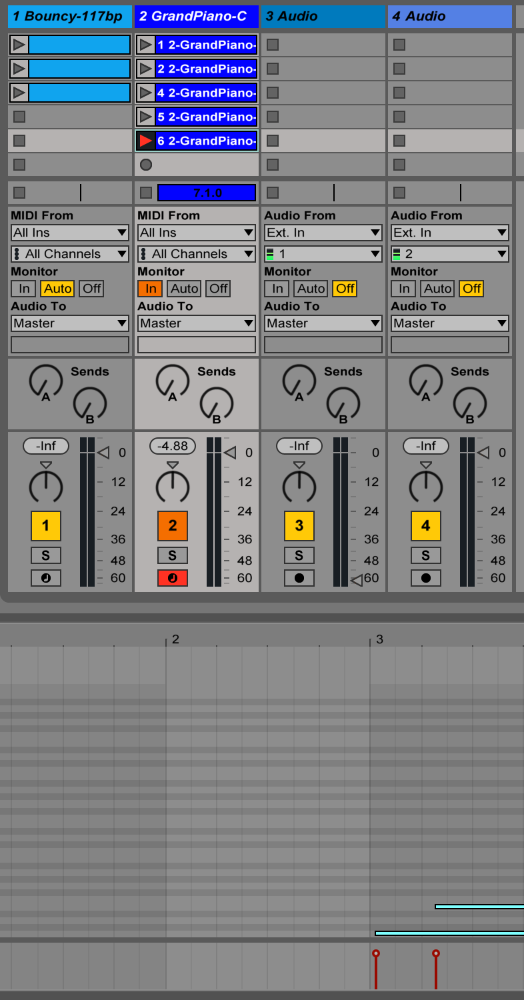 1 Bouncy-117bp 2 GrandPiano-C 3 Audio 4 Audio
1 2-GrandPiano-
2 2-GrandPiano-
4 2-GrandPiano-
5 2-GrandPiano-
6 2-GrandPiano-
7.1.0
MIDI From MIDI From Audio From Audio From
All Ins All Ins Ext. In Ext. In
All Channels All Channels 1 2
Monitor Monitor Monitor Monitor
In Auto Off In Auto Off In Auto Off In Auto Off
Audio To Audio To Audio To Audio To
Master Master Master Master
Sends Sends Sends Sends
A A A A
B B B B
-Inf 0 -4.88 0 -Inf 0 -Inf 0
12 12 12 12
1 24 2 24 3 24 4 24
36 36 36 36
S 48 S 48 S 48 S 48
60 60 60 60
2 3